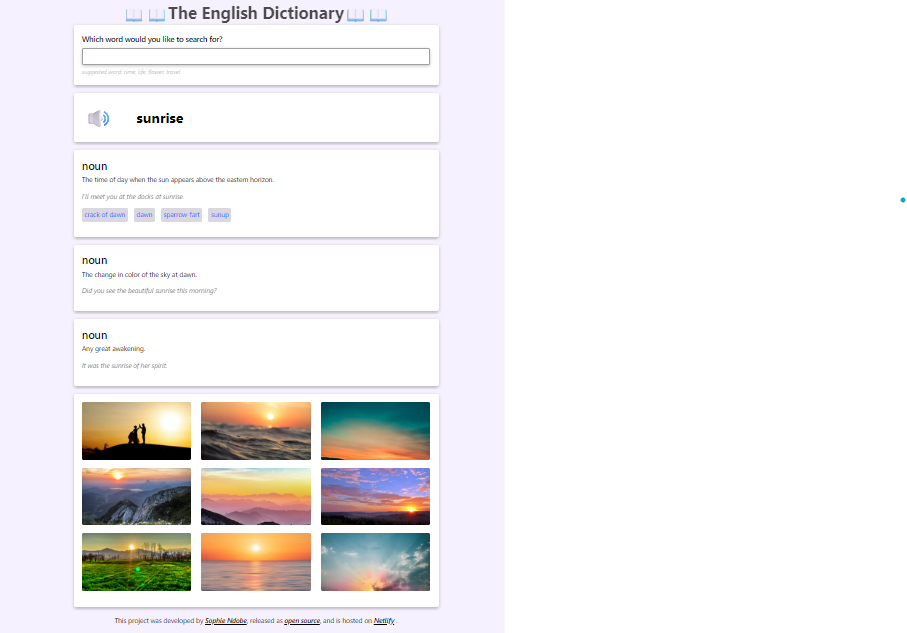 The English Dictionary
Which word would you like to search for?
suggested word: time, life, flower, travel
sunrise
noun
The time of day when the sun appears above the eastern horizon.
I'll meet you at the docks at sunrise.
crack of dawn dawn sparrow-fart sunup
noun
The change in color of the sky at dawn.
Did you see the beautiful sunrise this morning?
noun
Any great awakening.
It was the sunrise of her spirit.
This project was developed by Sophie Ndobe, released as open source, and is hosted on Netlify .